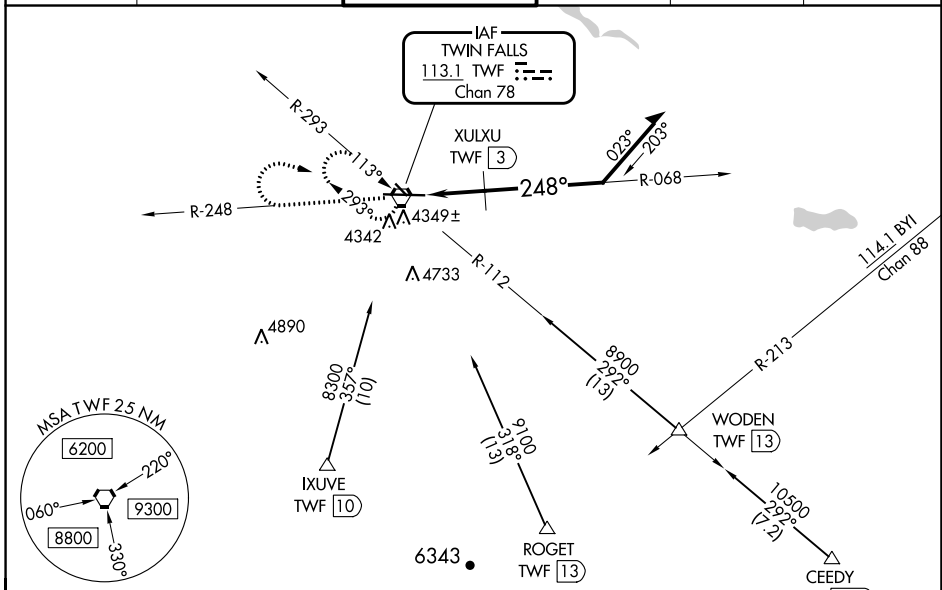 IAF
TWIN FALLS
113.1 TWF
Chan 78
R-293
113°
XULXU
TWF 3
023°
203°
248°
R-068
R-248
293°
4349±
4342
4733
R-112
114.1 BYI
Chan 88
4890
R-213
8900
292°
(13)
8300
357°
(10)
9100
318°
(13)
WODEN
TWF 13
MSA TWF 25 NM
6200
220°
060°
9300
8800
330°
IXUVE
TWF 10
10500
292°
(7.2)
6343
ROGET
TWF 13
CEEDY